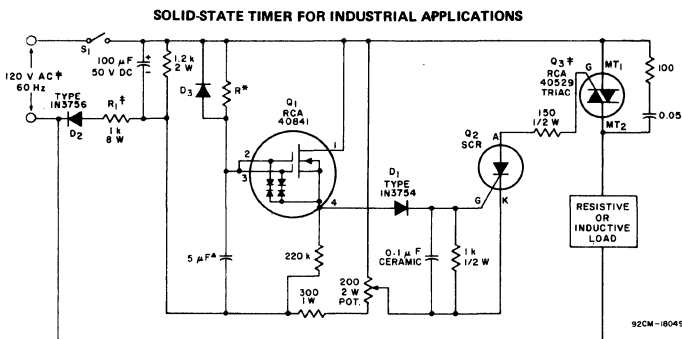 SOLID-STATE TIMER FOR INDUSTRIAL APPLICATIONS
S1
120 V AC‡
60 Hz
100 μF
50 V DC
+
-
1.2 k
2 W
TYPE
1N3756
D2
R1‡
1 k
8 W
D3
R*
Q1
RCA
40841
1
2
3
4
D1
TYPE
1N3754
Q2
SCR
A
G
K
150
1/2 W
Q3‡
RCA
40529
TRIAC
G
MT1
MT2
100
0.05
RESISTIVE
OR
INDUCTIVE
LOAD
5 μF▲
220 k
300
1 W
200
2 W
POT.
0.1 μF
CERAMIC
1 k
1/2 W
92CM-18049